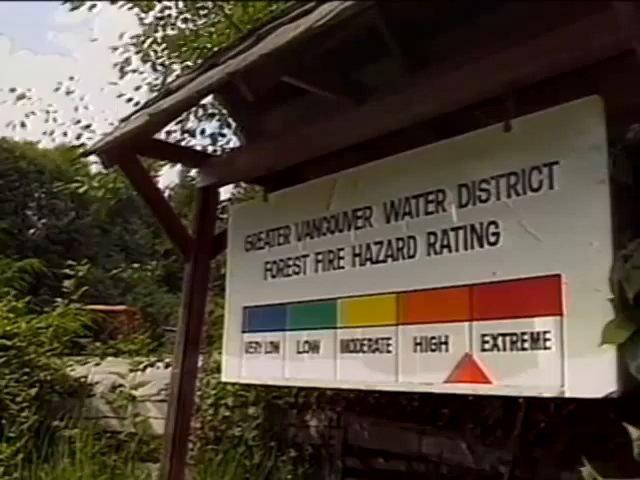 GREATER VANCOUVER WATER DISTRICT
FOREST FIRE HAZARD RATING
VERY LOW LOW MODERATE HIGH EXTREME